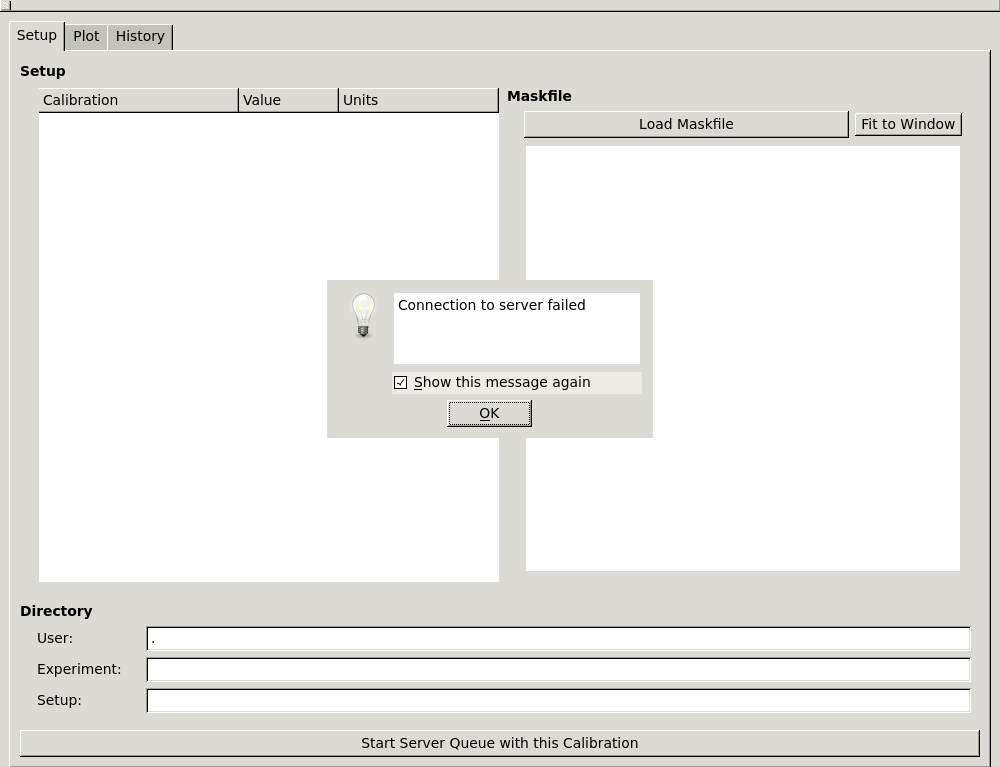 Setup Plot History
Setup
Calibration Value Units
Maskfile
Load Maskfile Fit to Window
Connection to server failed
Show this message again
OK
Directory
User: .
Experiment:
Setup:
Start Server Queue with this Calibration